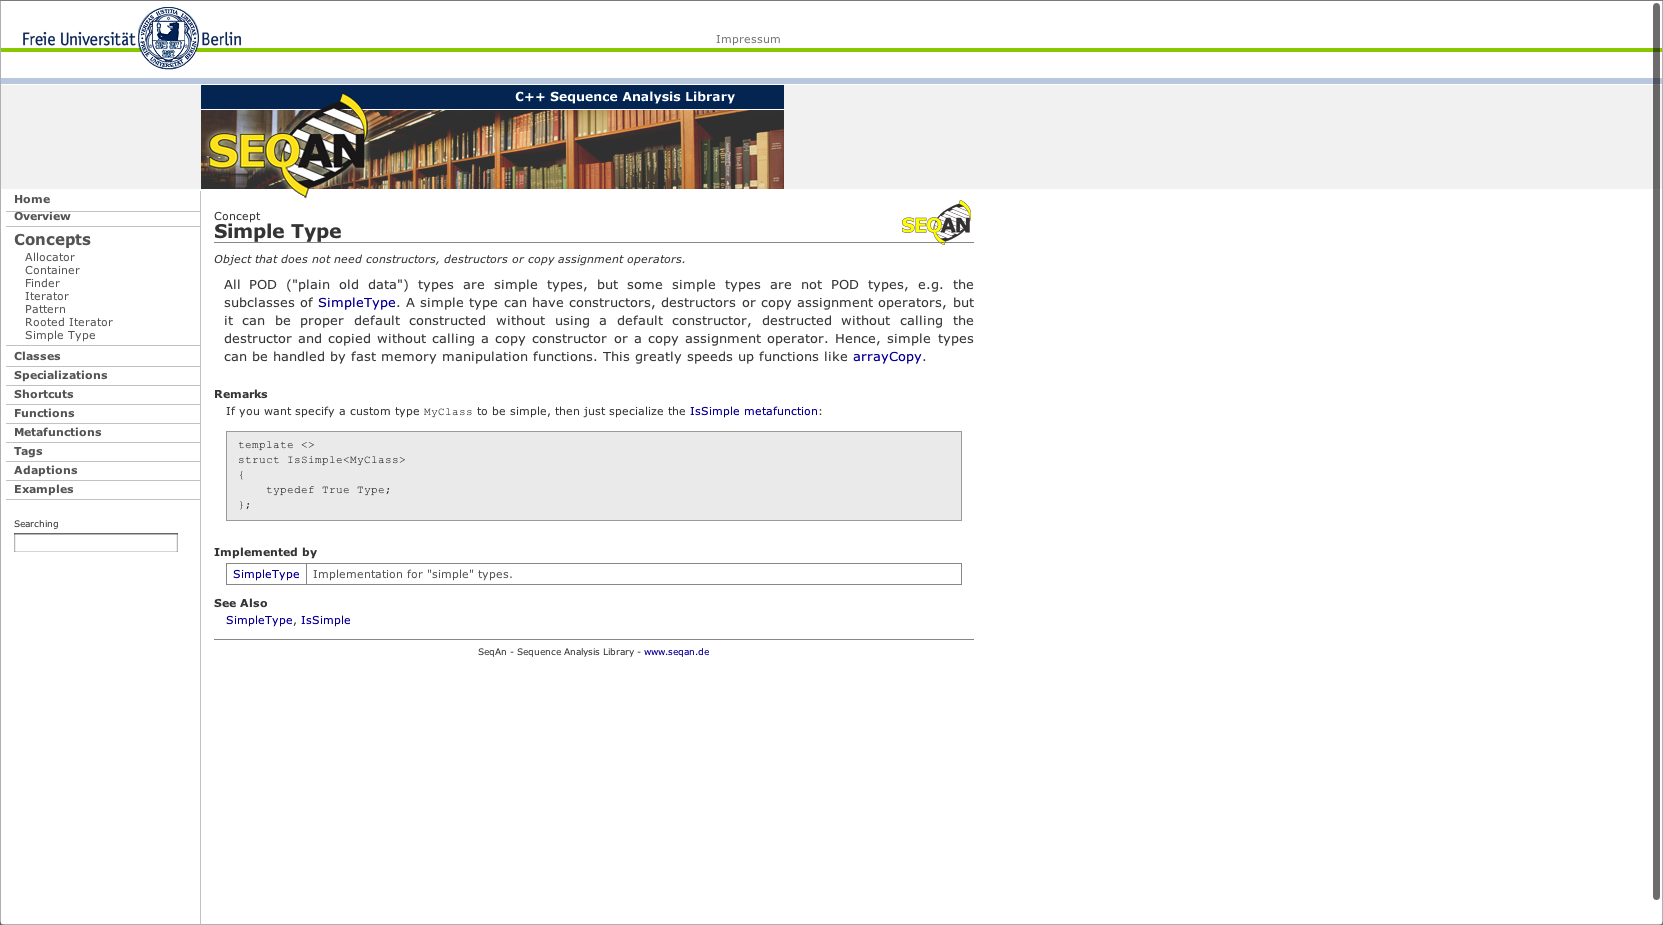 Freie Universität Berlin
Impressum
C++ Sequence Analysis Library
SEQAN
Home
Overview
Concepts
Allocator
Container
Finder
Iterator
Pattern
Rooted Iterator
Simple Type
Classes
Specializations
Shortcuts
Functions
Metafunctions
Tags
Adaptions
Examples
Searching
Concept
Simple Type
SEQAN
Object that does not need constructors, destructors or copy assignment operators.
All POD ("plain old data") types are simple types, but some simple types are not POD types, e.g. the
subclasses of SimpleType. A simple type can have constructors, destructors or copy assignment operators, but
it can be proper default constructed without using a default constructor, destructed without calling the
destructor and copied without calling a copy constructor or a copy assignment operator. Hence, simple types
can be handled by fast memory manipulation functions. This greatly speeds up functions like arrayCopy.
Remarks
If you want specify a custom type MyClass to be simple, then just specialize the IsSimple metafunction:
template <>
struct IsSimple<MyClass>
{
    typedef True Type;
};
Implemented by
SimpleType Implementation for "simple" types.
See Also
SimpleType, IsSimple
SeqAn - Sequence Analysis Library - www.seqan.de